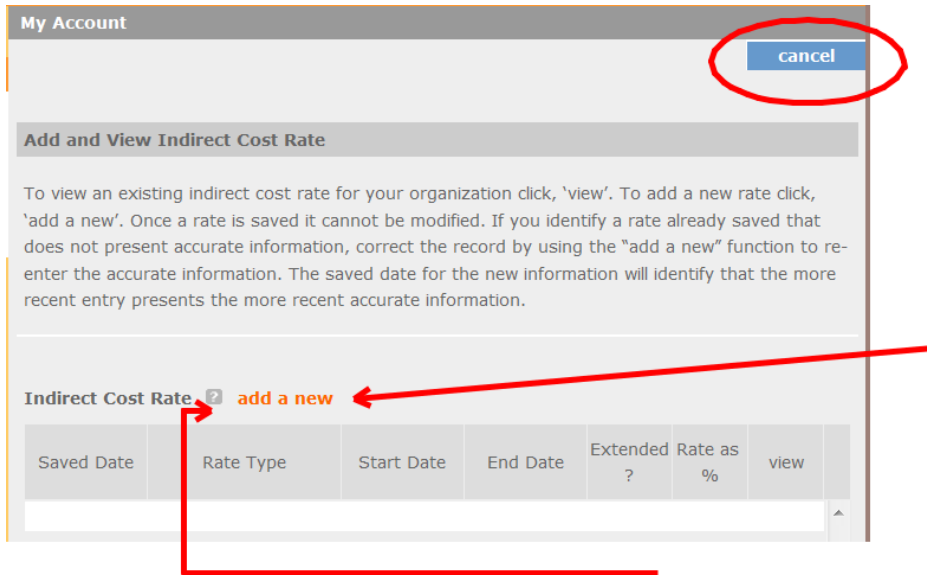 My Account
cancel
Add and View Indirect Cost Rate
To view an existing indirect cost rate for your organization click, ‘view’. To add a new rate click,
‘add a new’. Once a rate is saved it cannot be modified. If you identify a rate already saved that
does not present accurate information, correct the record by using the “add a new” function to re-
enter the accurate information. The saved date for the new information will identify that the more
recent entry presents the more recent accurate information.
Indirect Cost Rate ? add a new
Saved Date Rate Type Start Date End Date Extended ? Rate as % view